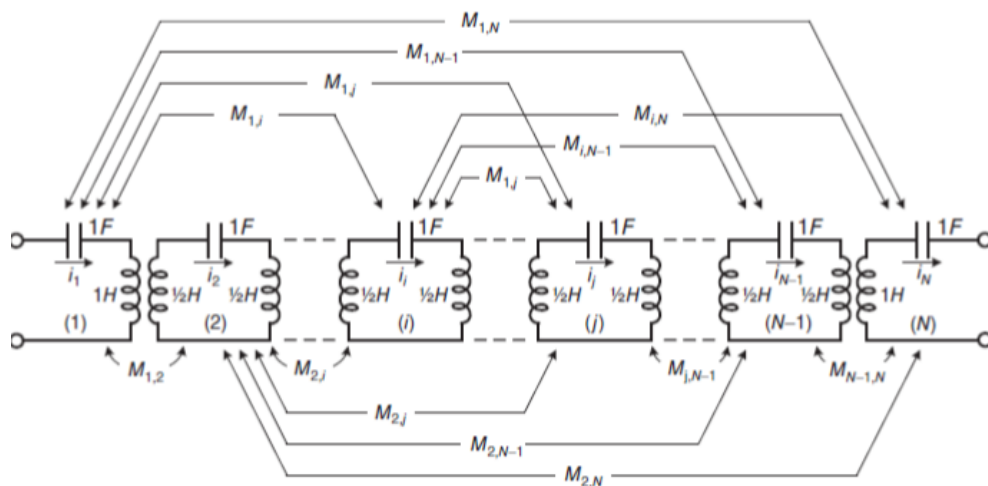 M1,N
M1,N−1
M1,j
M1,i
Mi,N
Mi,N−1
M1,j
1F 1F 1F 1F 1F 1F
i1 i2 ii ij iN−1 iN
1H ½H ½H ½H ½H ½H ½H ½H ½H 1H
(1) (2) (i) (j) (N−1) (N)
M1,2 M2,i Mj,N−1 MN−1,N
M2,j
M2,N−1
M2,N